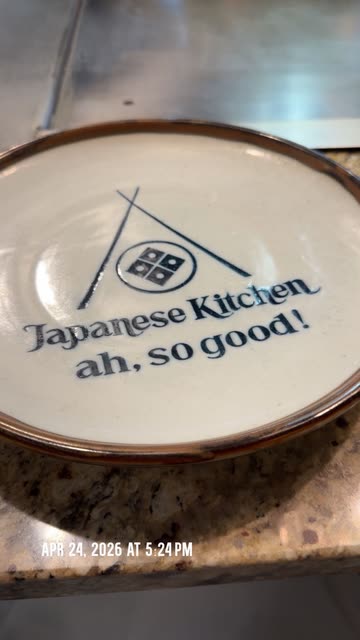 Japanese Kitchen
ah, so good!
APR 24, 2026 AT 5:24 PM